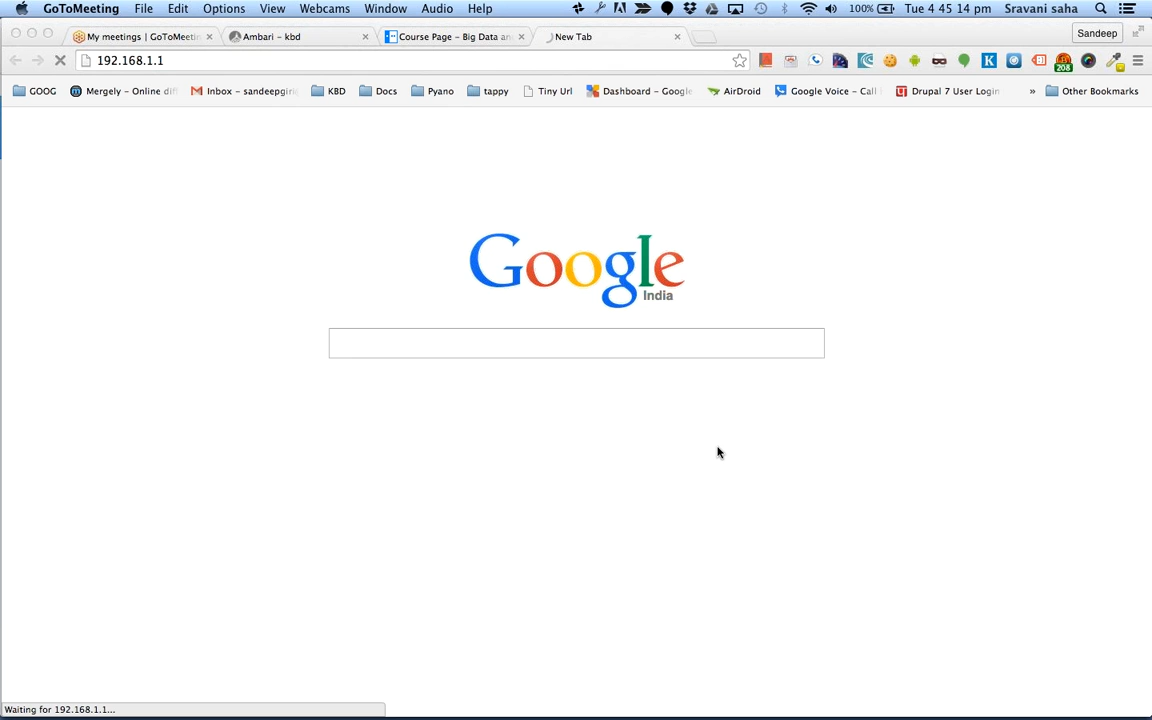 GoToMeeting File Edit Options View Webcams Window Audio Help 100% Tue 4 45 14 pm Sravani saha
My meetings | GoToMeetin Ambari - kbd Course Page - Big Data an New Tab Sandeep
192.168.1.1 K 208
GOOG Mergely - Online dif Inbox - sandeepgiri KBD Docs Pyano tappy Tiny Url Dashboard - Google AirDroid Google Voice - Call Drupal 7 User Login » Other Bookmarks
Google
India
Waiting for 192.168.1.1...